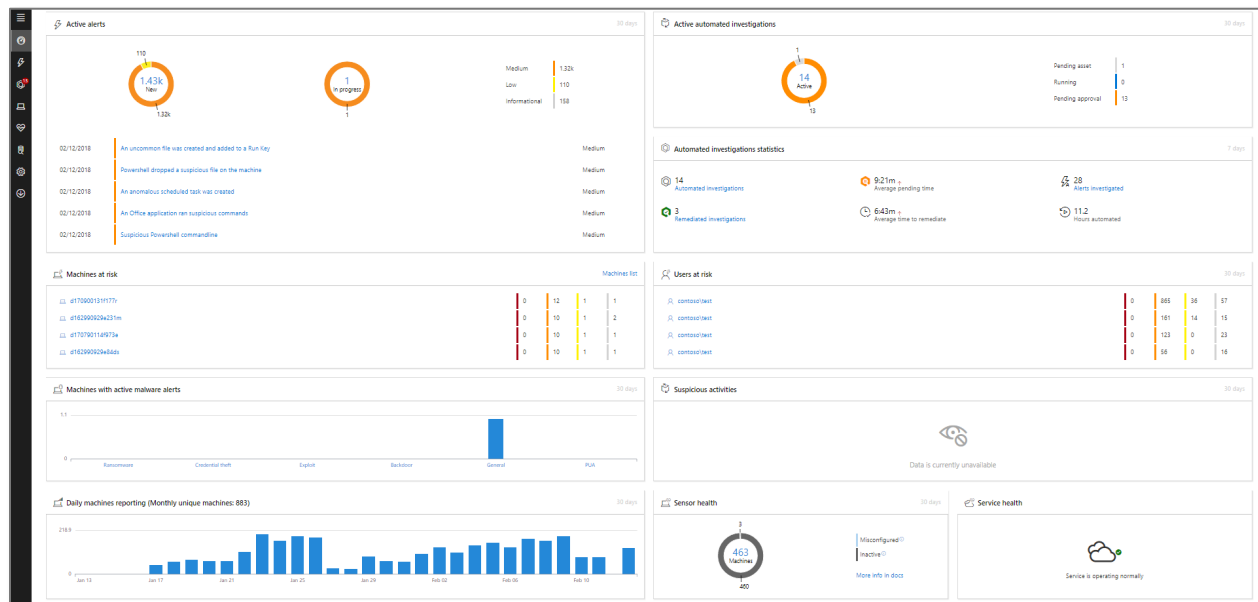 Active alerts
30 days
110
1.43k
New
1.32k
1
In progress
1
Medium 1.32k
Low 110
Informational 158
02/12/2018 An uncommon file was created and added to a Run Key Medium
02/12/2018 Powershell dropped a suspicious file on the machine Medium
02/12/2018 An anomalous scheduled task was created Medium
02/12/2018 An Office application ran suspicious commands Medium
02/12/2018 Suspicious Powershell commandline Medium
Active automated investigations
30 days
1
14
Active
13
Pending asset 1
Running 0
Pending approval 13
Automated investigations statistics
7 days
14
Automated investigations
9:21m
Average pending time
28
Alerts investigated
3
Remediated investigations
6:43m
Average time to remediate
11.2
Hours automated
Machines at risk
Machines list
d170900131f177r 0 12 1 1
d162990929e231m 0 10 1 2
d170790114f973e 0 10 1 1
d162990929e84dx 0 10 1 1
Users at risk
30 days
contoso\test 0 865 36 57
contoso\test 0 161 14 15
contoso\test 0 123 0 23
contoso\test 0 56 0 16
Machines with active malware alerts
30 days
1.1
0
Ransomware Credential theft Exploit Backdoor General PUA
Suspicious activities
30 days
Data is currently unavailable
Daily machines reporting (Monthly unique machines: 883)
30 days
218.9
0
Jan 13 Jan 17 Jan 21 Jan 25 Jan 29 Feb 02 Feb 06 Feb 10
Sensor health
30 days
3
463
Machines
460
Misconfigured
Inactive
More info in docs
Service health
Service is operating normally